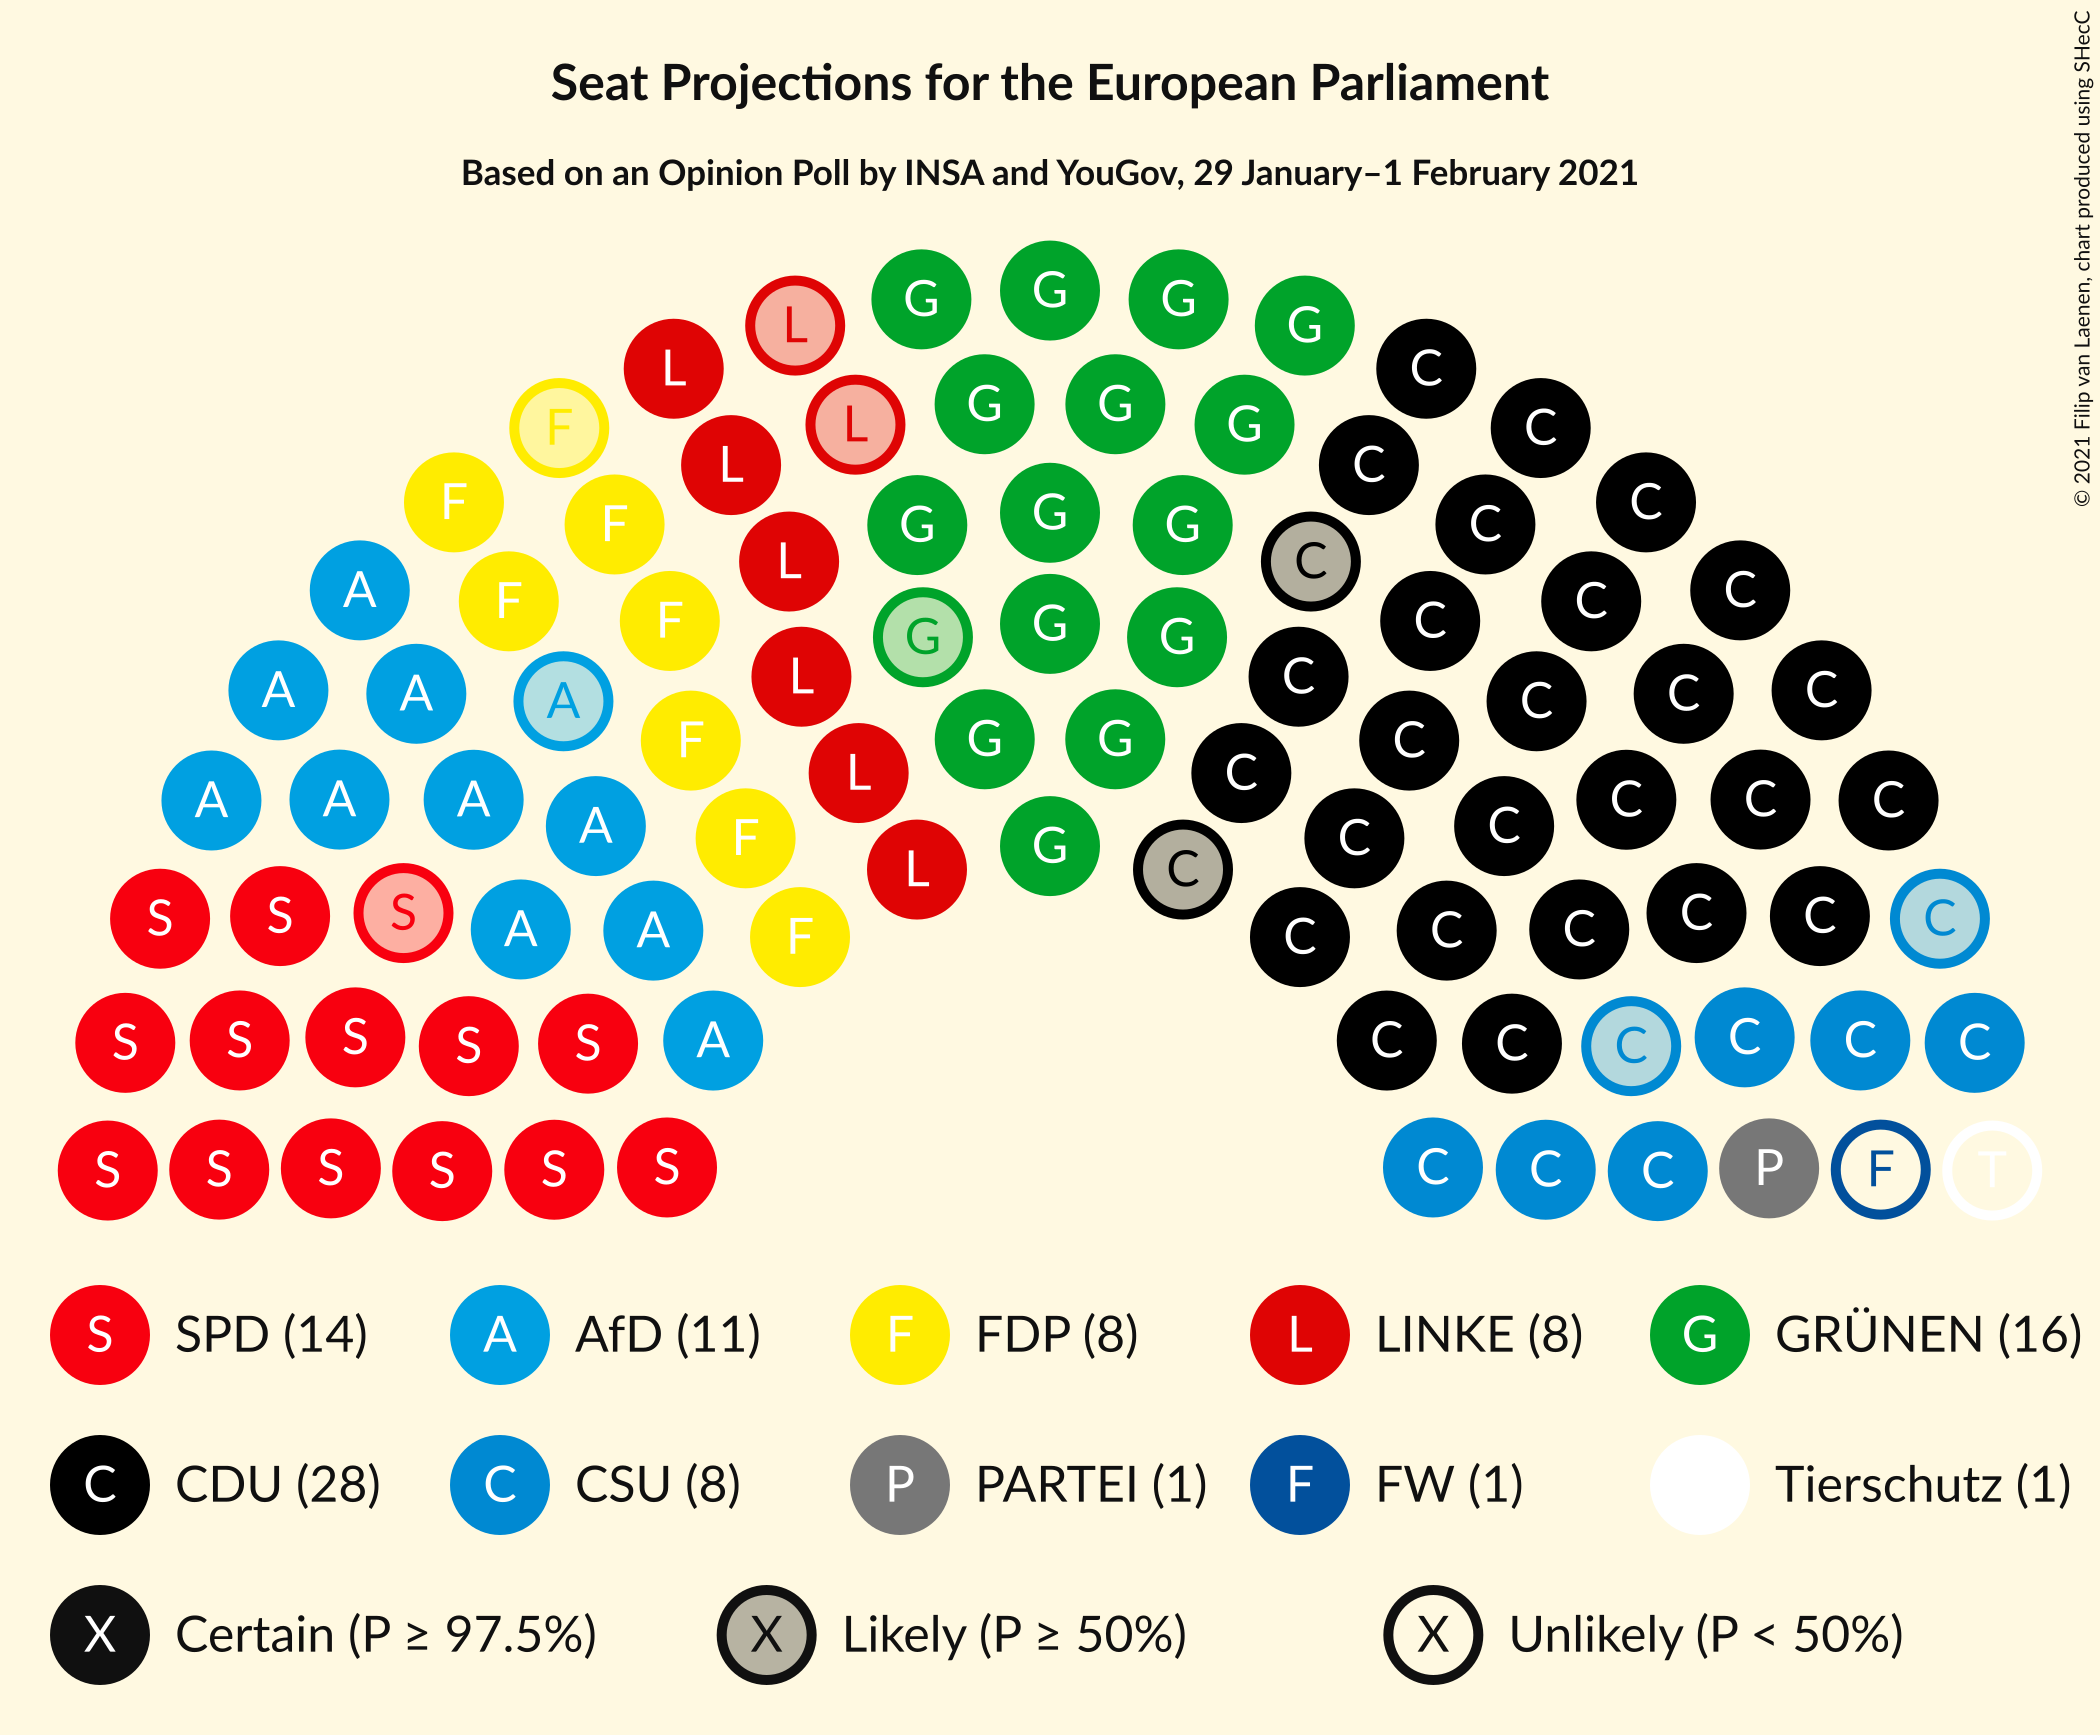 Seat Projections for the European Parliament
Based on an Opinion Poll by INSA and YouGov, 29 January–1 February 2021
© 2021 Filip van Laenen, chart produced using SHecC
L G G G G
L C
F L G G G C
L C
F F G G G C C
A F L C C C
F G G G C
A A A L C C C C
F G G C
A A A L C C C C
A F G C C
S S S A A F L C C C C C C C
S S S S S A C C C C C C
S S S S S S C C C P F T
S SPD (14) A AfD (11) F FDP (8) L LINKE (8) G GRÜNEN (16)
C CDU (28) C CSU (8) P PARTEI (1) F FW (1) Tierschutz (1)
X Certain (P ≥ 97.5%) X Likely (P ≥ 50%) X Unlikely (P < 50%)